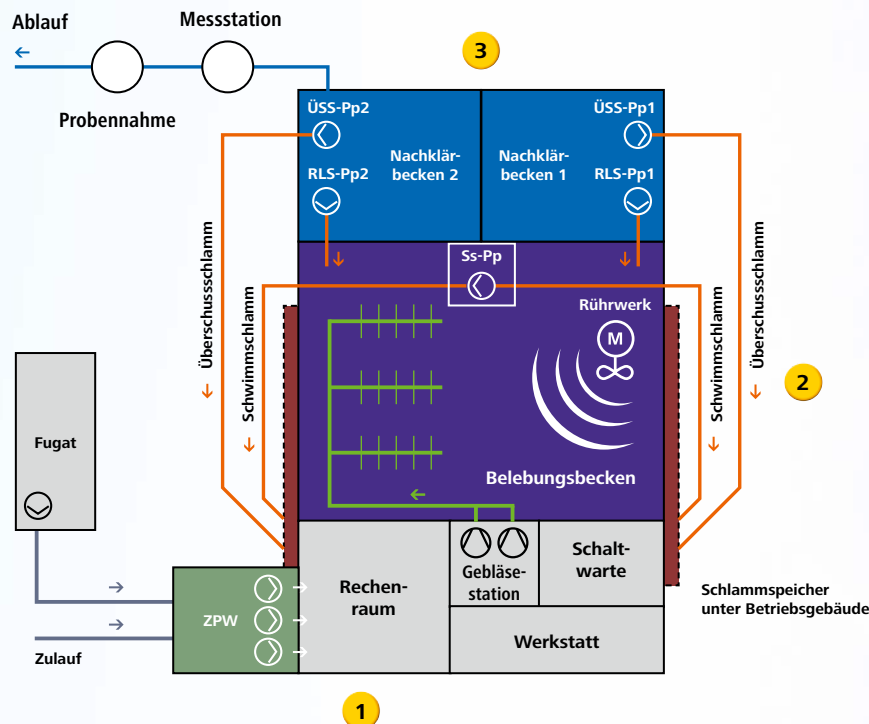 Ablauf
Messstation
Probennahme
3
ÜSS-Pp2
ÜSS-Pp1
Nachklär-
becken 2
Nachklär-
becken 1
RLS-Pp2
RLS-Pp1
Ss-Pp
Überschussschlamm
Schwimmschlamm
Rührwerk
M
Schwimmschlamm
Überschussschlamm
2
Fugat
Belebungsbecken
Rechen-
raum
Gebläse-
station
Schalt-
warte
Schlammspeicher
unter Betriebsgebäude
ZPW
Werkstatt
Zulauf
1